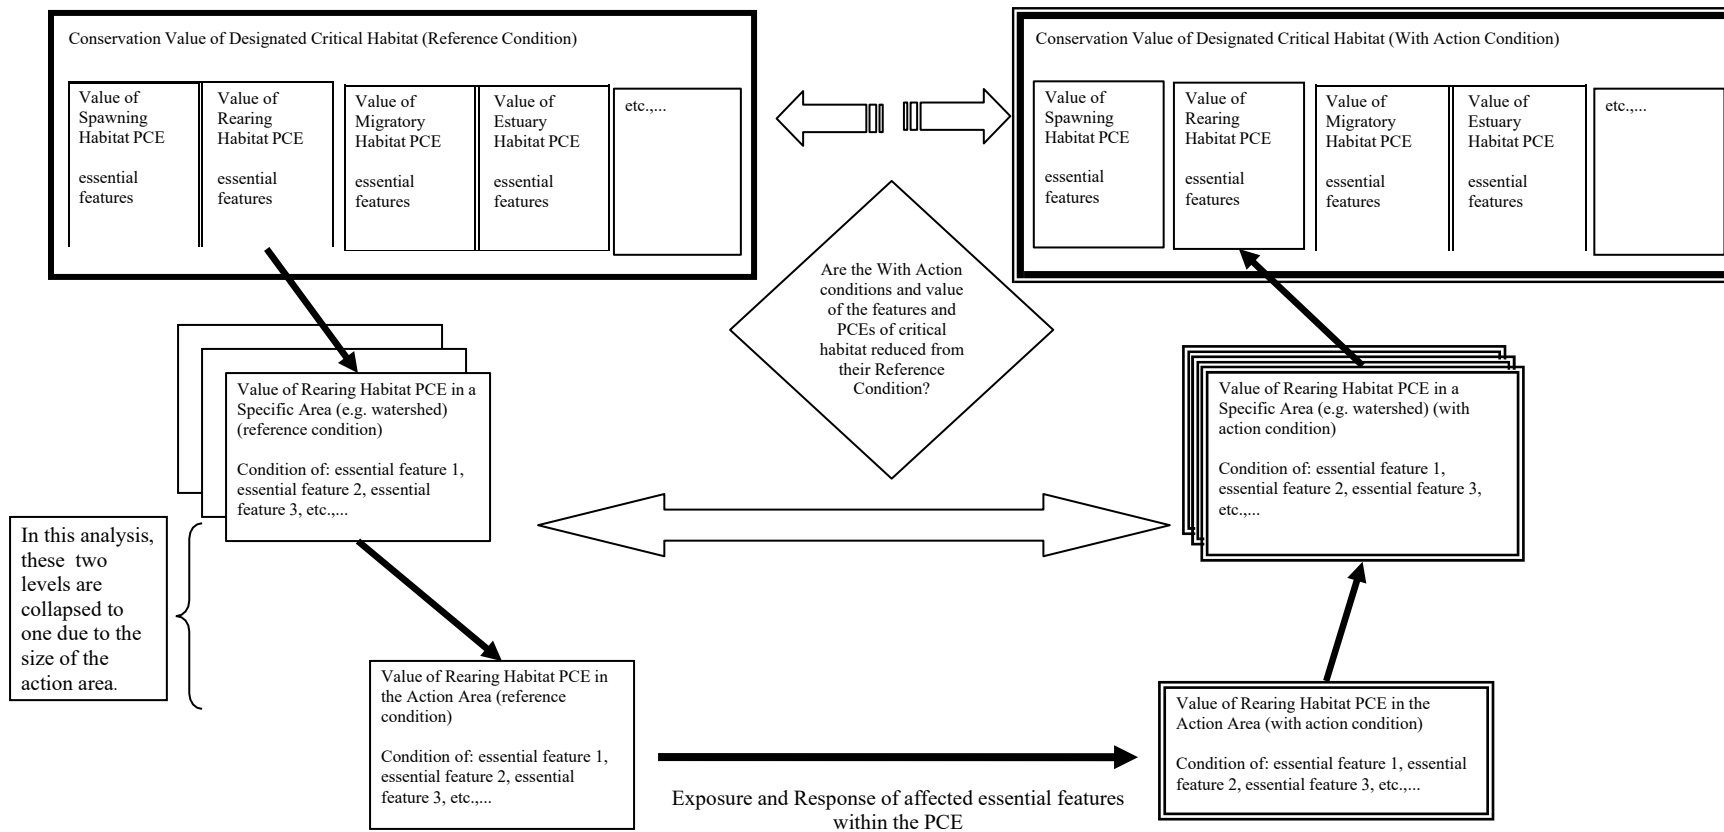 Conservation Value of Designated Critical Habitat (Reference Condition)
Value of
Spawning
Habitat PCE
essential
features
Value of
Rearing
Habitat PCE
essential
features
Value of
Migratory
Habitat PCE
essential
features
Value of
Estuary
Habitat PCE
essential
features
etc.,...
Conservation Value of Designated Critical Habitat (With Action Condition)
Value of
Spawning
Habitat PCE
essential
features
Value of
Rearing
Habitat PCE
essential
features
Value of
Migratory
Habitat PCE
essential
features
Value of
Estuary
Habitat PCE
essential
features
etc.,...
Are the With Action
conditions and value
of the features and
PCEs of critical
habitat reduced from
their Reference
Condition?
Value of Rearing Habitat PCE in a
Specific Area (e.g. watershed)
(reference condition)
Condition of: essential feature 1,
essential feature 2, essential
feature 3, etc.,...
Value of Rearing Habitat PCE in a
Specific Area (e.g. watershed) (with
action condition)
Condition of: essential feature 1,
essential feature 2, essential feature 3,
etc.,...
In this analysis,
these two
levels are
collapsed to
one due to the
size of the
action area.
Value of Rearing Habitat PCE in
the Action Area (reference
condition)
Condition of: essential feature 1,
essential feature 2, essential
feature 3, etc.,...
Exposure and Response of affected essential features
within the PCE
Value of Rearing Habitat PCE in the
Action Area (with action condition)
Condition of: essential feature 1, essential
feature 2, essential feature 3, etc.,...